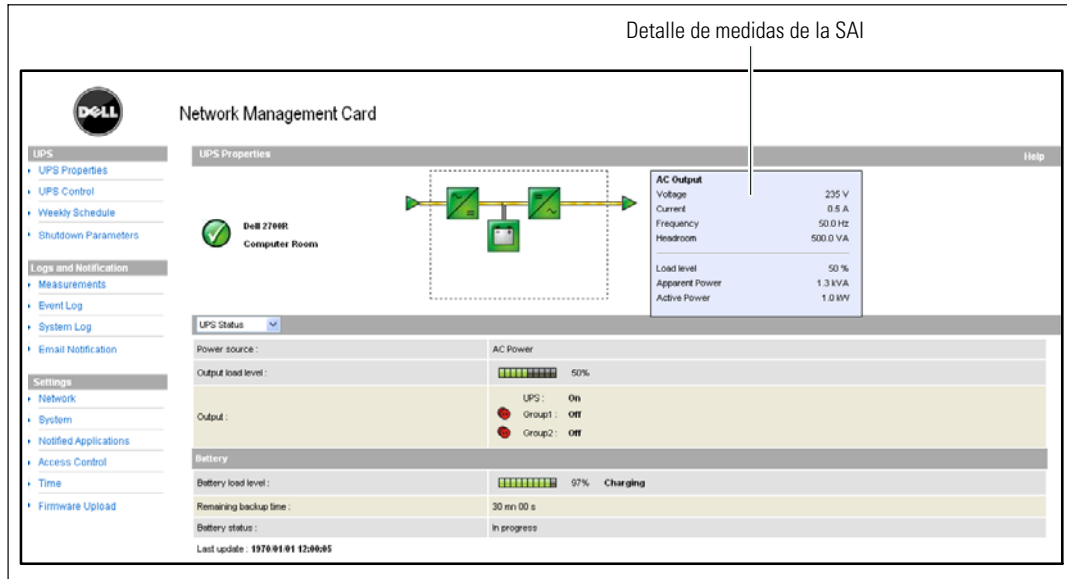 Detalle de medidas de la SAI
DELL
Network Management Card
UPS
UPS Properties
UPS Control
Weekly Schedule
Shutdown Parameters
Logs and Notification
Measurements
Event Log
System Log
Email Notification
Settings
Network
System
Notified Applications
Access Control
Time
Firmware Upload
UPS Properties Help
Dell 2700R
Computer Room
AC Output
Voltage 235 V
Current 0.5 A
Frequency 50.0 Hz
Headroom 500.0 VA
Load level 50 %
Apparent Power 1.3 kVA
Active Power 1.0 kW
UPS Status
Power source : AC Power
Output load level : 50%
Output :
UPS : On
Group1 : Off
Group2 : Off
Battery
Battery load level : 97% Charging
Remaining backup time : 30 mn 00 s
Battery status : In progress
Last update : 1970/01/01 12:00:05